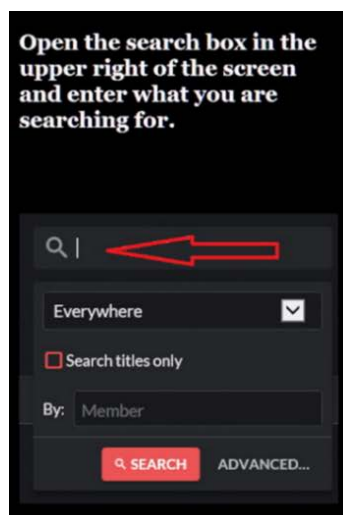 Open the search box in the
upper right of the screen
and enter what you are
searching for.
Everywhere
Search titles only
By: Member
SEARCH ADVANCED...